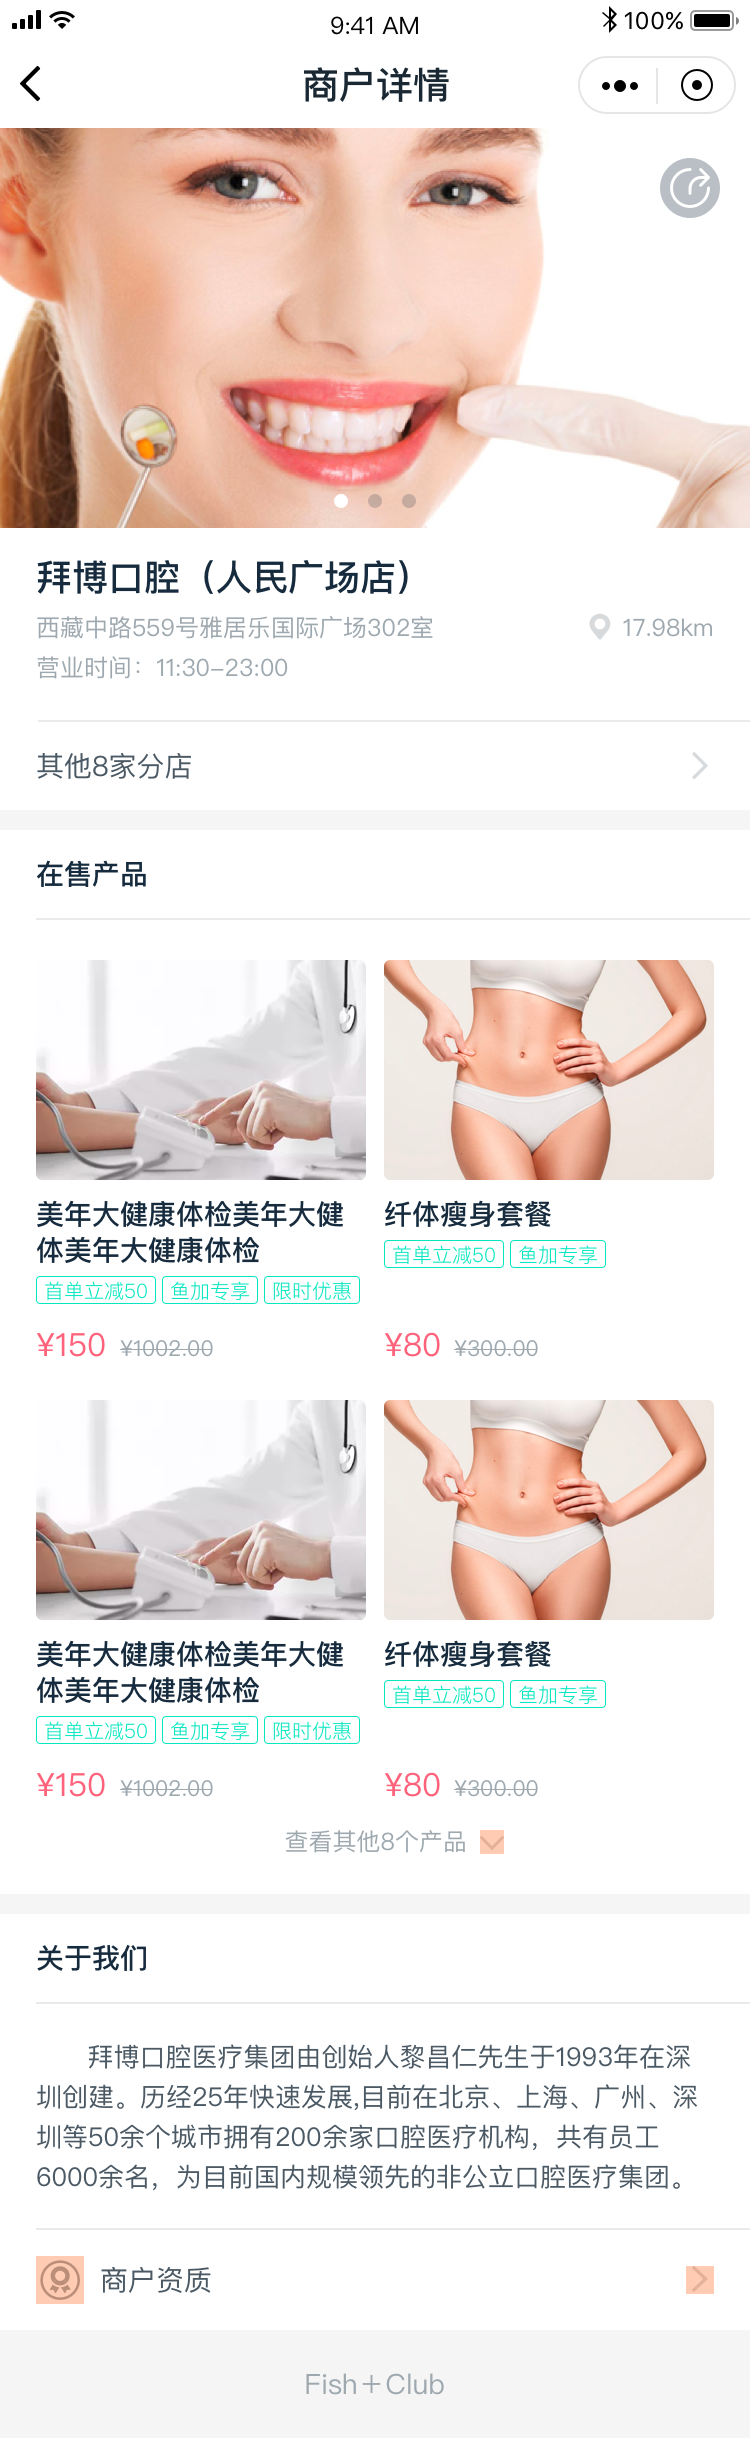 9:41 AM
100%
商户详情
拜博口腔（人民广场店）
西藏中路559号雅居乐国际广场302室
17.98km
营业时间：11:30-23:00
其他8家分店
在售产品
美年大健康体检美年大健
体美年大健康体检
首单立减50 鱼加专享 限时优惠
¥150 ¥1002.00
纤体瘦身套餐
首单立减50 鱼加专享
¥80 ¥300.00
美年大健康体检美年大健
体美年大健康体检
首单立减50 鱼加专享 限时优惠
¥150 ¥1002.00
纤体瘦身套餐
首单立减50 鱼加专享
¥80 ¥300.00
查看其他8个产品
关于我们
拜博口腔医疗集团由创始人黎昌仁先生于1993年在深
圳创建。历经25年快速发展,目前在北京、上海、广州、深
圳等50余个城市拥有200余家口腔医疗机构，共有员工
6000余名，为目前国内规模领先的非公立口腔医疗集团。
商户资质
Fish＋Club